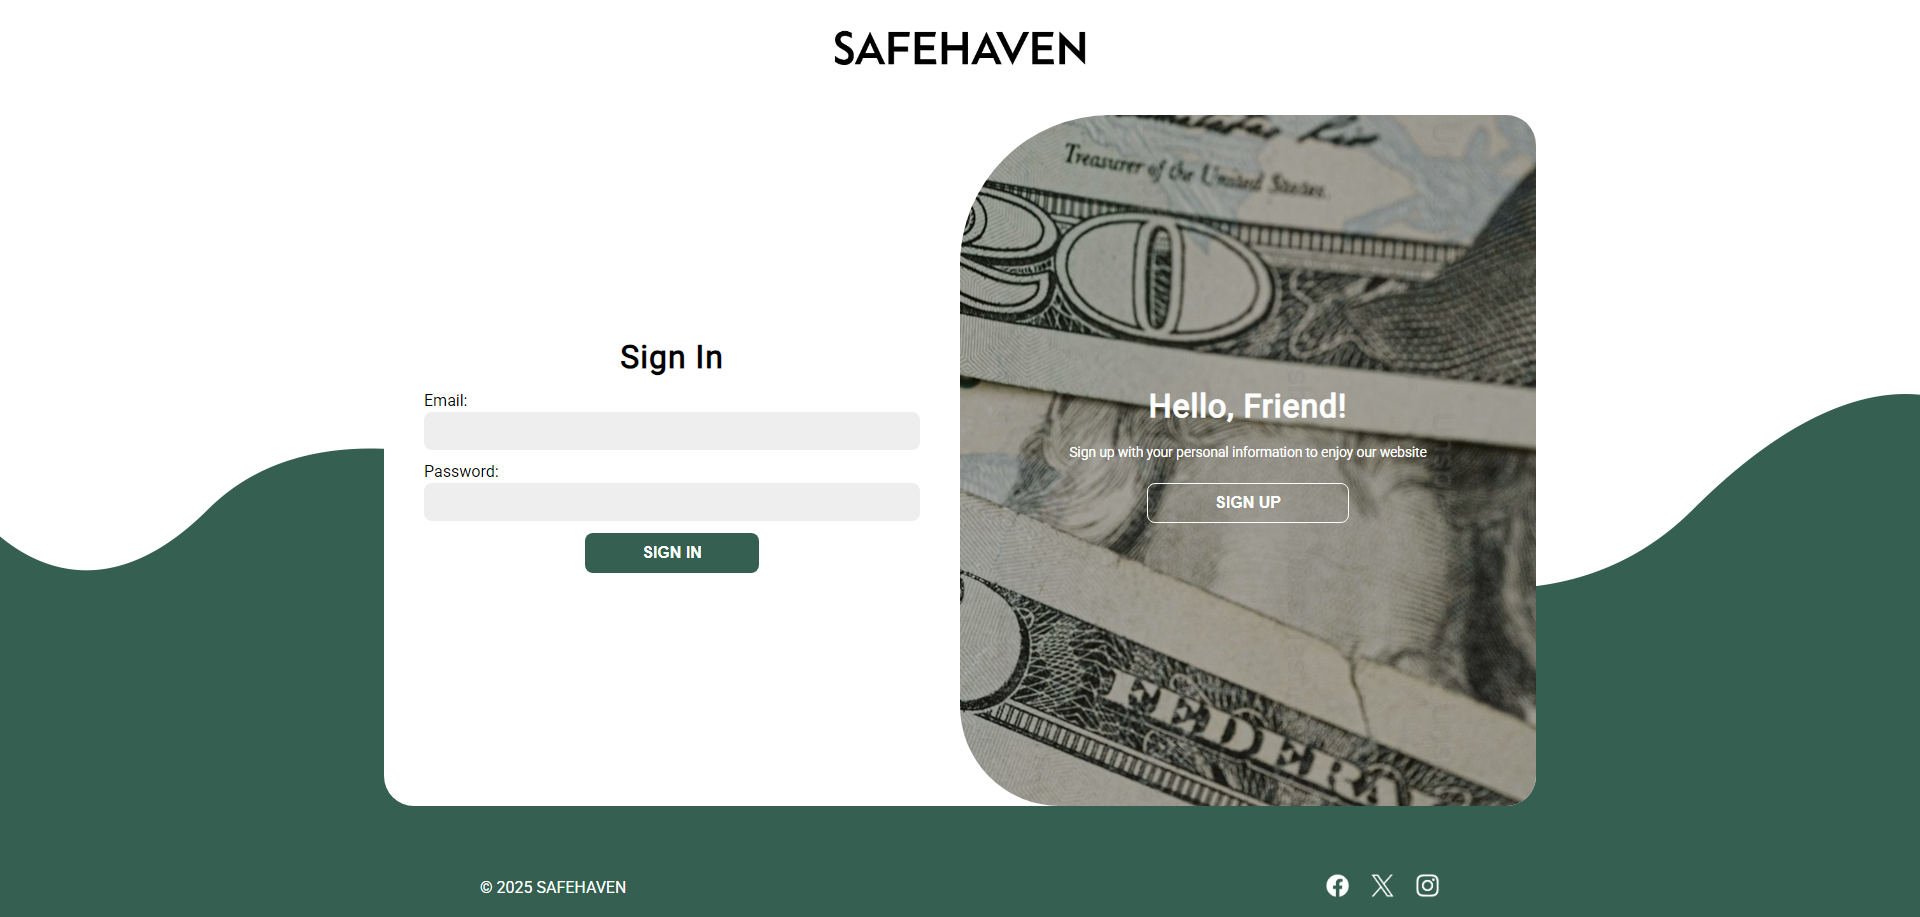 SAFEHAVEN
Treasurer of the United States.
Sign In
Email:
Password:
SIGN IN
Hello, Friend!
Sign up with your personal information to enjoy our website
SIGN UP
FEDERA
© 2025 SAFEHAVEN